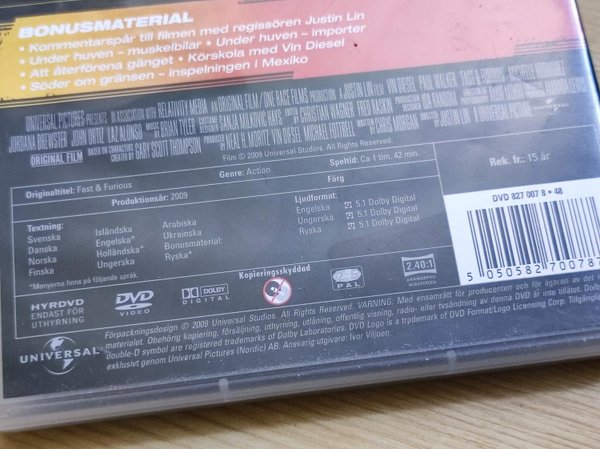 BONUSMATERIAL
• Kommentarspår till filmen med regissören Justin Lin
• Under huven – muskelbilar • Under huven – importer
• Att återförena gänget • Körskola med Vin Diesel
• Söder om gränsen – inspelningen i Mexiko
UNIVERSAL PICTURES PRESENTS IN ASSOCIATION WITH RELATIVITY MEDIA AN ORIGINAL FILM / ONE RACE FILMS PRODUCTION A JUSTIN LIN FILM VIN DIESEL PAUL WALKER "FAST & FURIOUS" MICHELLE RODRIGUEZ
JORDANA BREWSTER JOHN ORTIZ LAZ ALONSO MUSIC BY BRIAN TYLER SANJA MILKOVIC HAYS EDITED BY CHRISTIAN WAGNER FRED RASKIN
ORIGINAL FILM BASED ON CHARACTERS CREATED BY GARY SCOTT THOMPSON PRODUCED BY NEAL H. MORITZ VIN DIESEL MICHAEL FOTTRELL WRITTEN BY CHRIS MORGAN DIRECTED BY JUSTIN LIN A UNIVERSAL PICTURE
Film © 2009 Universal Studios. All Rights Reserved.
Originaltitel: Fast & Furious
Genre: Action
Speltid: Ca 1 tim. 42 min.
Rek. fr.: 15 år
Produktionsår: 2009
Färg
Textning:
Svenska
Danska
Norska
Finska
Isländska
Engelska*
Holländska*
Ungerska
Arabiska
Ukrainska
Bonusmaterial:
Ryska*
*Menyerna finns på följande språk.
Ljudformat:
Engelska 5.1 Dolby Digital
Ungerska 5.1 Dolby Digital
Ryska 5.1 Dolby Digital
DVD 827 007 8 • 48
5 050582 70078
HYRDVD
ENDAST FÖR
UTHYRNING
DVD
VIDEO
DOLBY
DIGITAL
Kopieringsskyddad
PAL
2.40:1
ANAMORPHIC
WIDESCREEN
UNIVERSAL
Förpackningsdesign © 2009 Universal Studios. All Rights Reserved. VARNING: Med ensamrätt för producenten och för ägaren av det
materialet. Obehörig kopiering, försäljning, uthyrning, utlåning, offentlig visning, radio- eller tvsändning av denna DVD är inte tillåten. Dolby
double-D symbol are registered trademarks of Dolby Laboratories. DVD Logo is a trademark of DVD Format/Logo Licensing Corp. Tillgänglig
exklusivt genom Universal Pictures (Nordic) AB. Ansvarig utgivare: Ivor Viljoen.